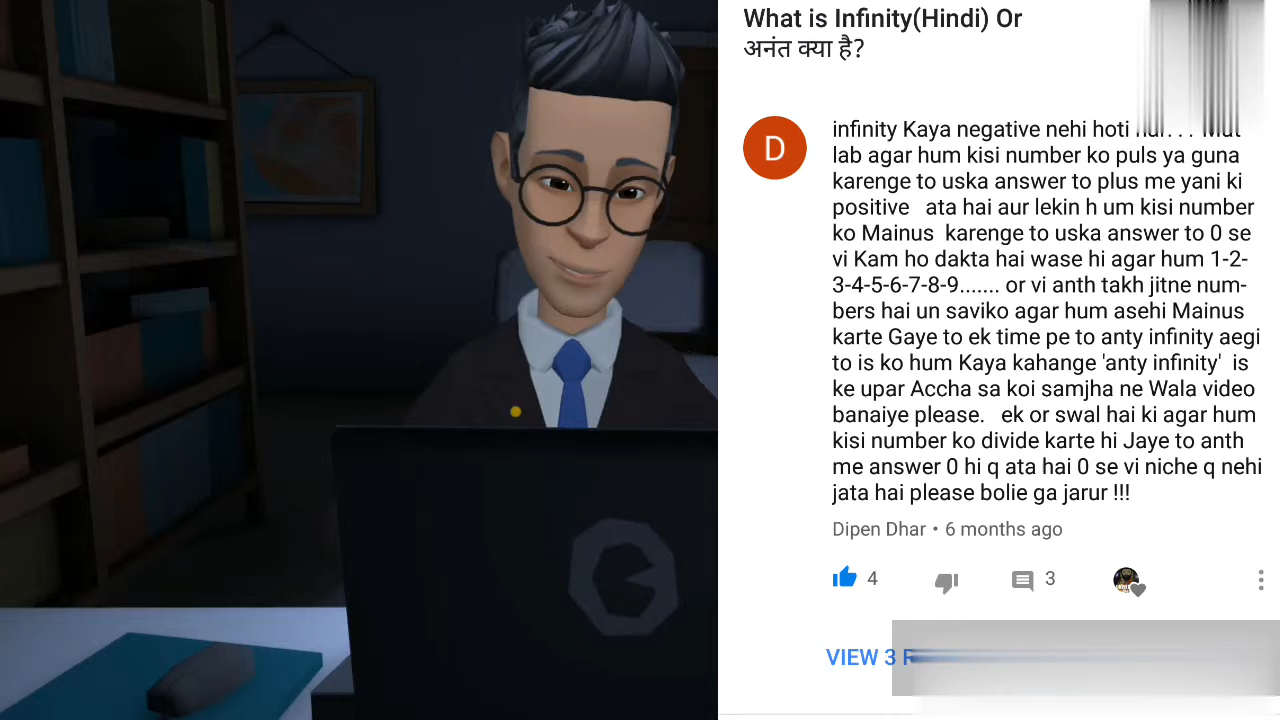 What is Infinity(Hindi) Or
अनंत क्या है?
D
infinity Kaya negative nehi hoti
lab agar hum kisi number ko puls ya guna
karenge to uska answer to plus me yani ki
positive ata hai aur lekin h um kisi number
ko Mainus karenge to uska answer to 0 se
vi Kam ho dakta hai wase hi agar hum 1-2-
3-4-5-6-7-8-9....... or vi anth takh jitne num-
bers hai un saviko agar hum asehi Mainus
karte Gaye to ek time pe to anty infinity aegi
to is ko hum Kaya kahange 'anty infinity' is
ke upar Accha sa koi samjha ne Wala video
banaiye please. ek or swal hai ki agar hum
kisi number ko divide karte hi Jaye to anth
me answer 0 hi q ata hai 0 se vi niche q nehi
jata hai please bolie ga jarur !!!
Dipen Dhar • 6 months ago
4 3
VIEW 3